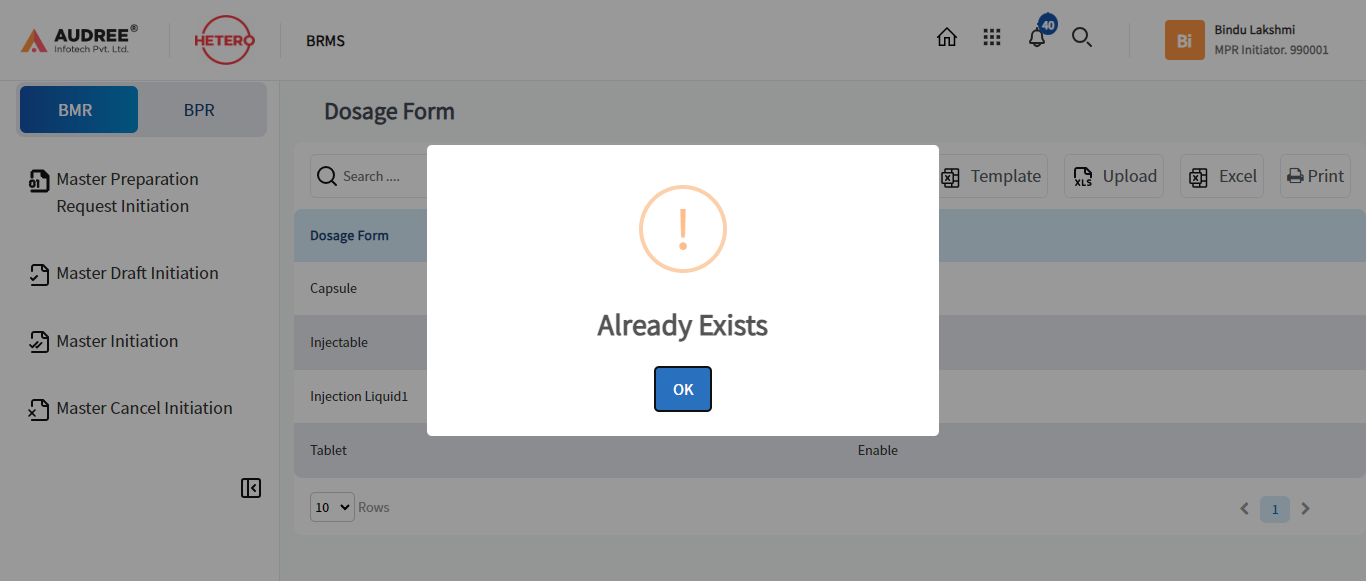 AUDREE®
Infotech Pvt. Ltd.
HETERO
BRMS
40
Bi
Bindu Lakshmi
MPR Initiator. 990001
BMR
BPR
Master Preparation
Request Initiation
Master Draft Initiation
Master Initiation
Master Cancel Initiation
Dosage Form
Search ....
Template
XLS
Upload
Excel
Print
Dosage Form
Capsule
Injectable
Injection Liquid1
Tablet
Enable
!
Already Exists
OK
10
Rows
1